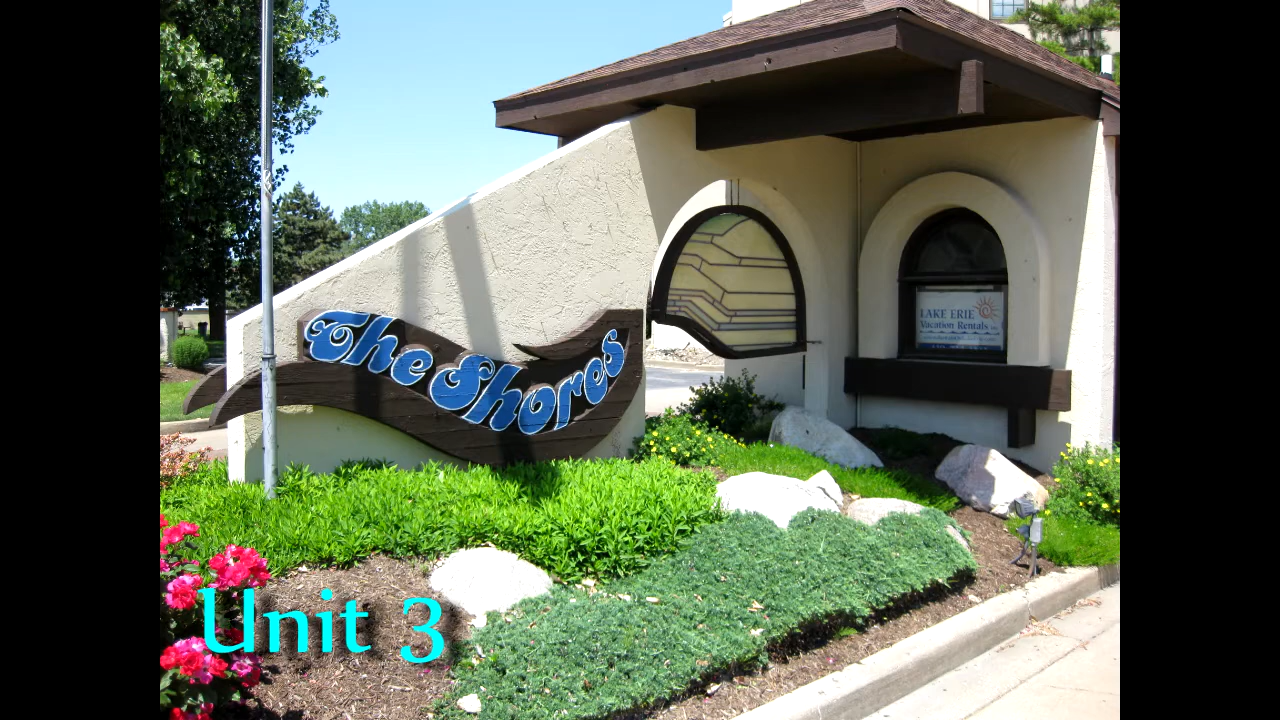 The Shores
LAKE ERIE
Vacation Rentals
Unit 3